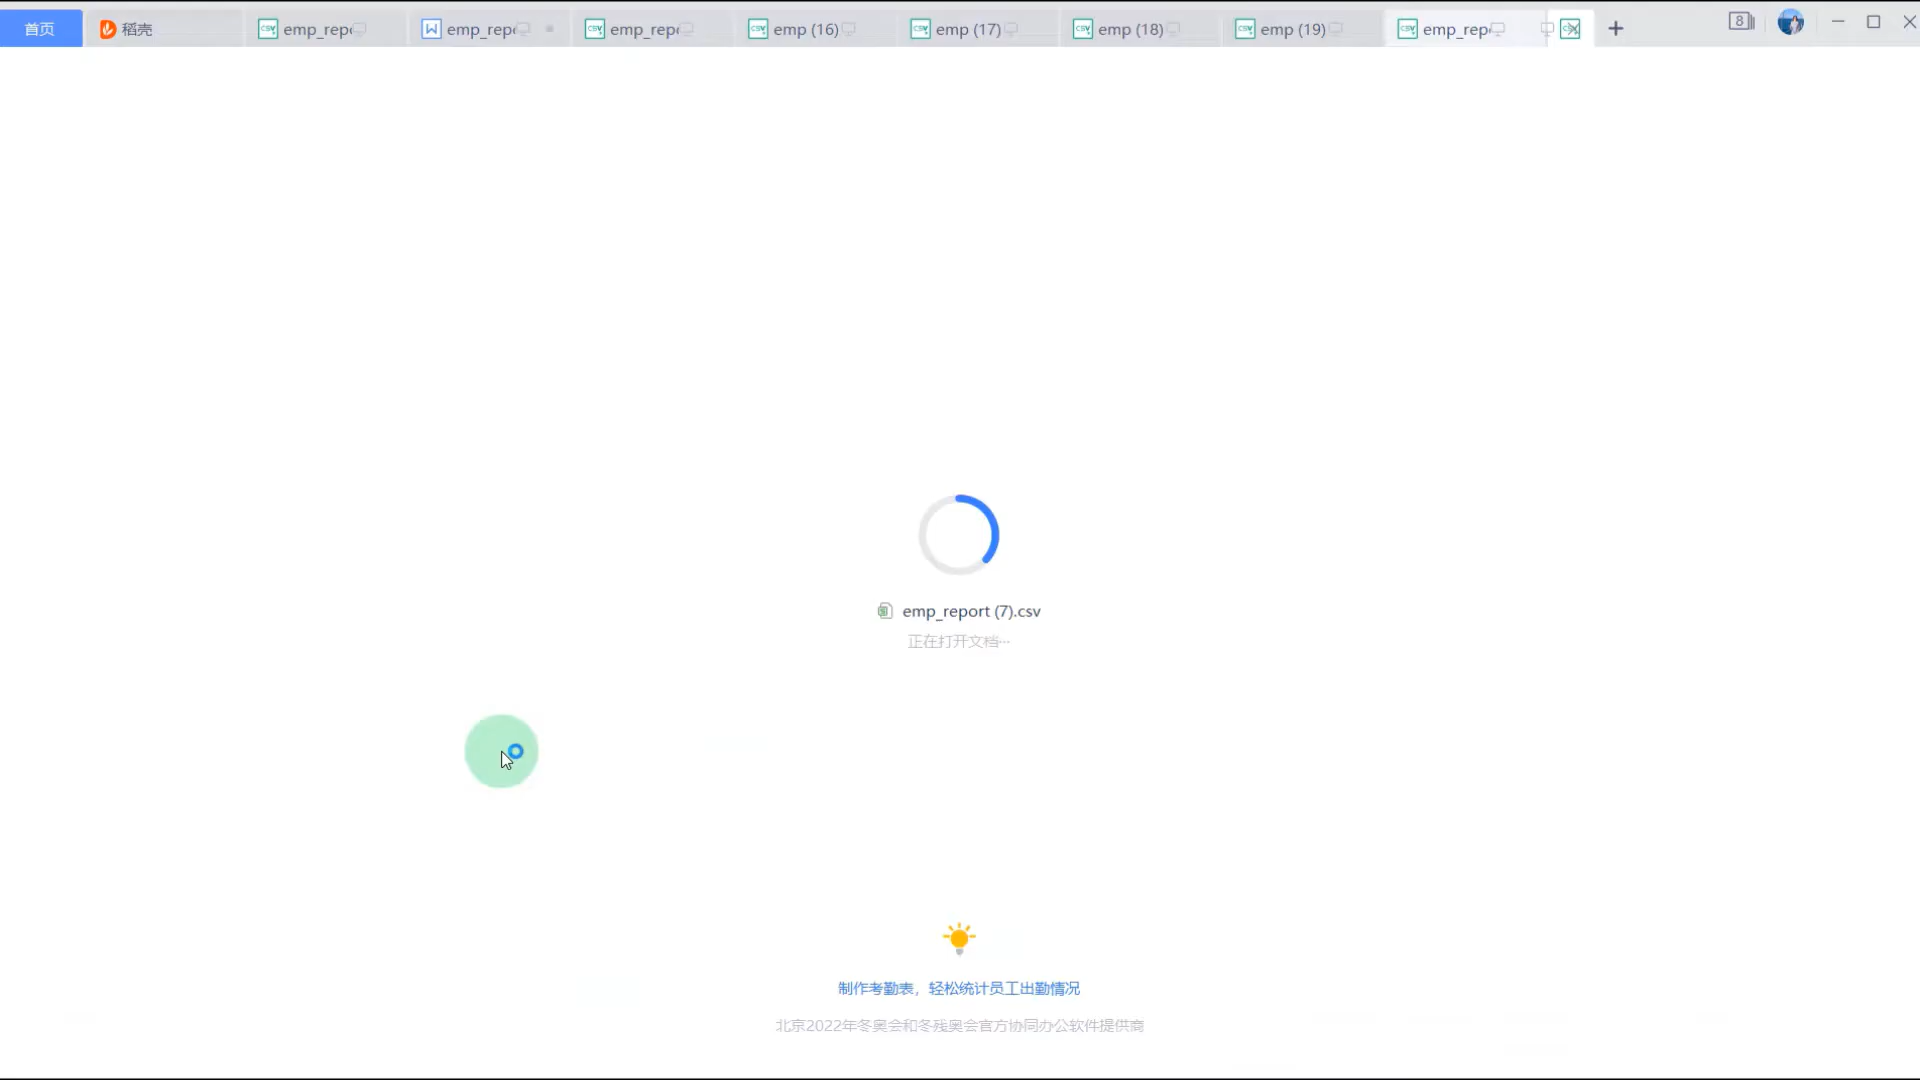 首页 稻壳 emp_rep emp_rep emp_rep emp (16) emp (17) emp (18) emp (19) emp_rep 8
emp_report (7).csv
正在打开文档···
制作考勤表，轻松统计员工出勤情况
北京2022年冬奥会和冬残奥会官方协同办公软件提供商